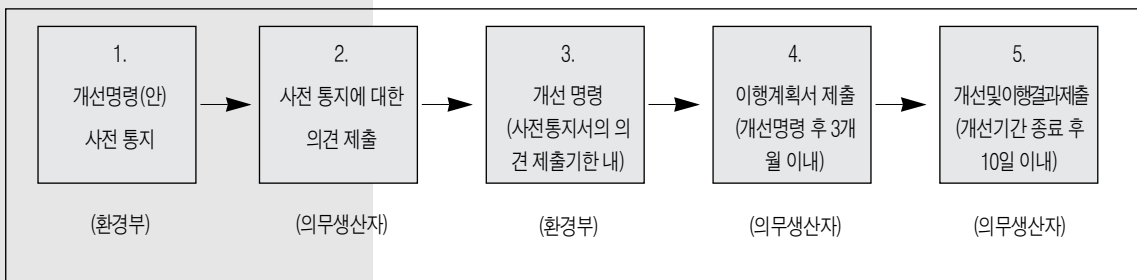 1.
개선명령(안)
사전 통지
(환경부)
2.
사전 통지에 대한
의견 제출
(의무생산자)
3.
개선 명령
(사전통지서의 의
견 제출기한 내)
(환경부)
4.
이행계획서 제출
(개선명령 후 3개
월 이내)
(의무생산자)
5.
개선및이행결과제출
(개선기간 종료 후
10일 이내)
(의무생산자)